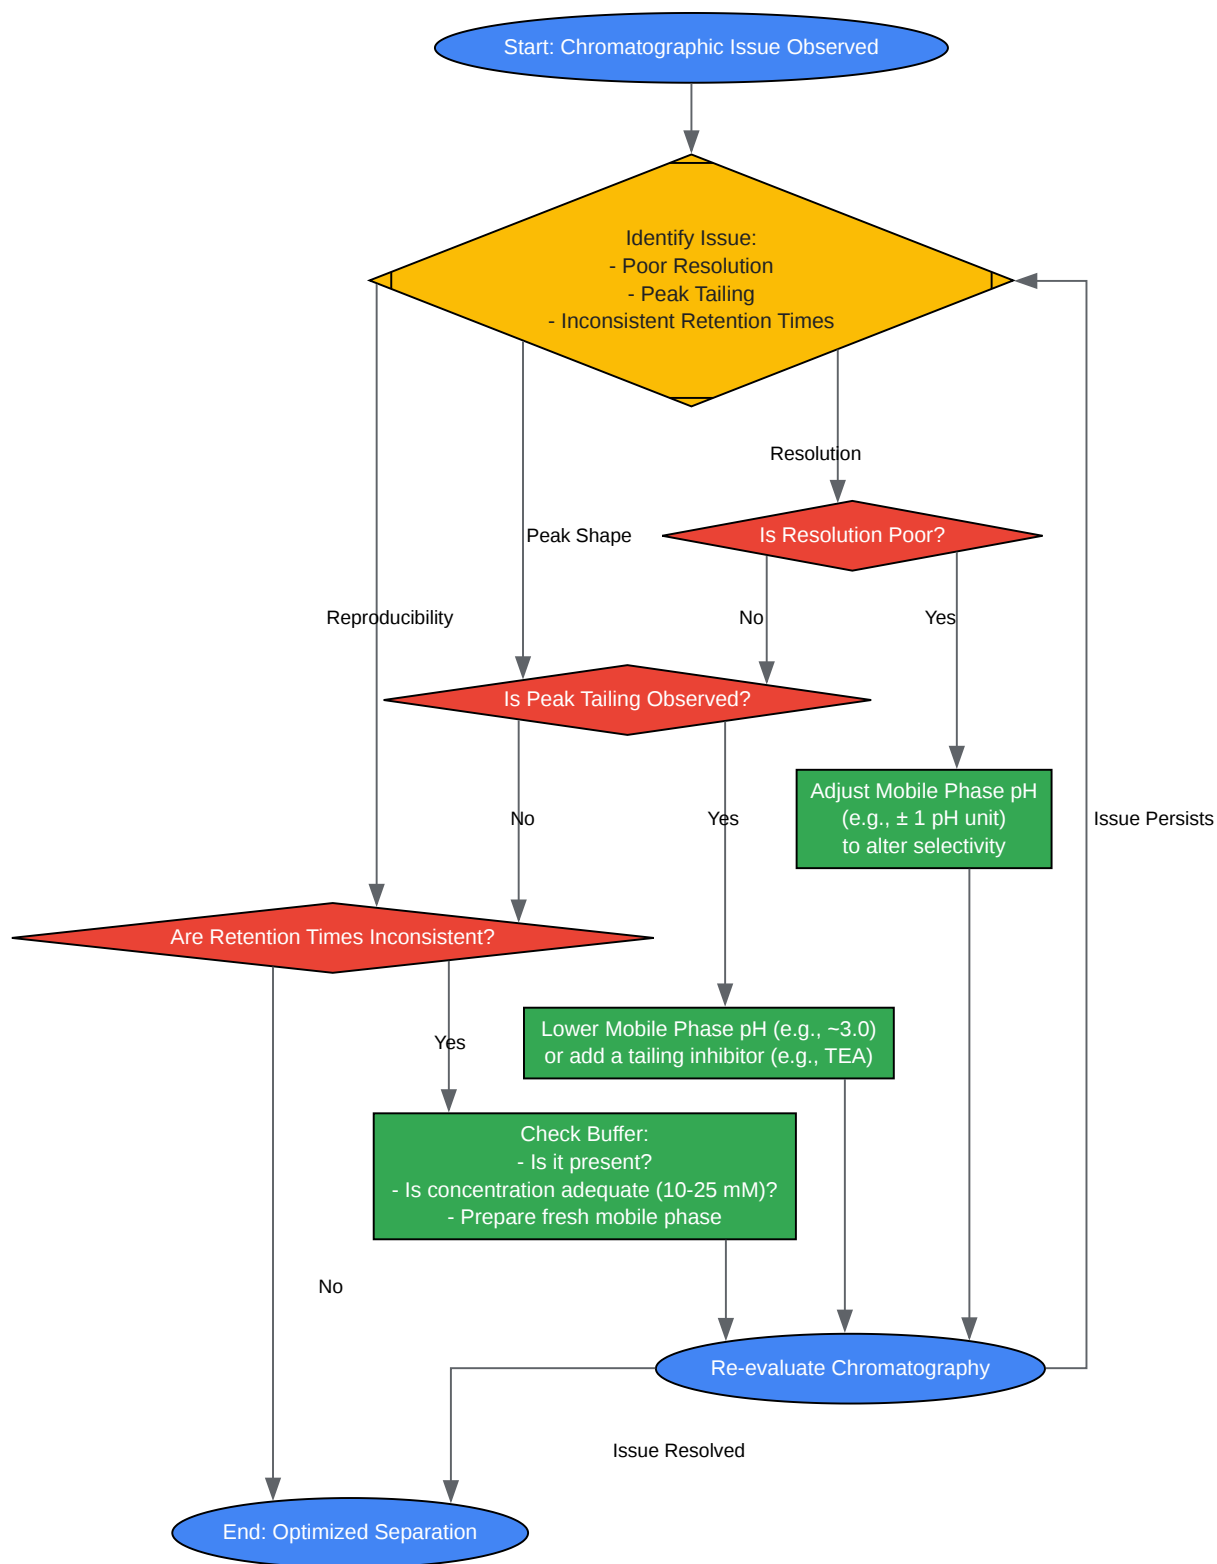 Start: Chromatographic Issue Observed
Identify Issue:
- Poor Resolution
- Peak Tailing
- Inconsistent Retention Times
Resolution
Peak Shape
Is Resolution Poor?
Reproducibility
No
Yes
Is Peak Tailing Observed?
Adjust Mobile Phase pH
(e.g., ± 1 pH unit)
to alter selectivity
No
Yes
Issue Persists
Are Retention Times Inconsistent?
Yes
Lower Mobile Phase pH (e.g., ~3.0)
or add a tailing inhibitor (e.g., TEA)
Check Buffer:
- Is it present?
- Is concentration adequate (10-25 mM)?
- Prepare fresh mobile phase
No
Re-evaluate Chromatography
Issue Resolved
End: Optimized Separation